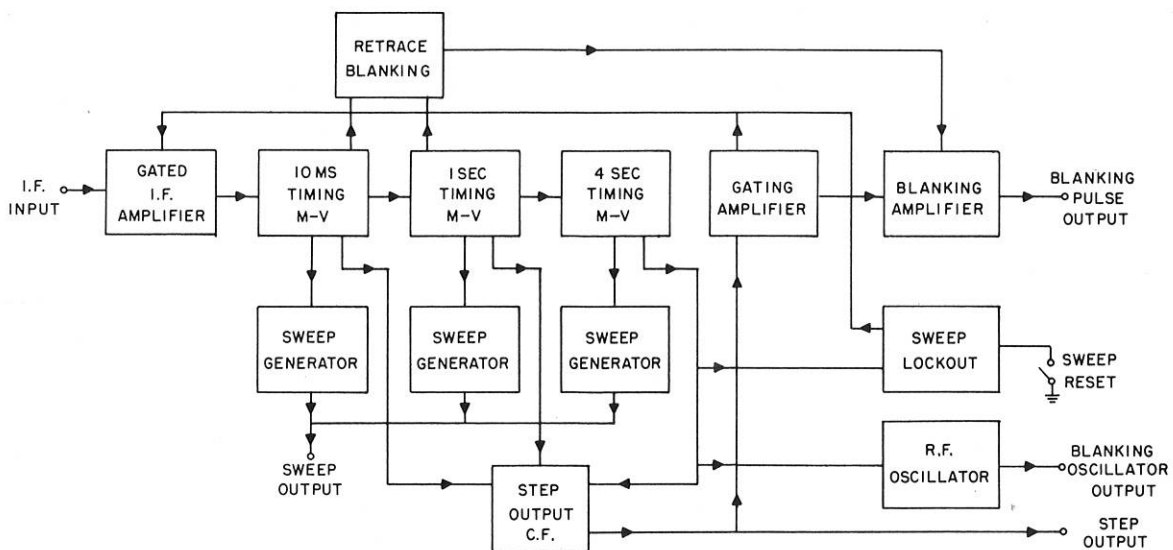 RETRACE
BLANKING
I.F.
INPUT
GATED
I.F.
AMPLIFIER
10 MS
TIMING
M-V
1 SEC
TIMING
M-V
4 SEC
TIMING
M-V
GATING
AMPLIFIER
BLANKING
AMPLIFIER
BLANKING
PULSE
OUTPUT
SWEEP
GENERATOR
SWEEP
GENERATOR
SWEEP
GENERATOR
SWEEP
LOCKOUT
SWEEP
RESET
SWEEP
OUTPUT
STEP
OUTPUT
C.F.
R.F.
OSCILLATOR
BLANKING
OSCILLATOR
OUTPUT
STEP
OUTPUT